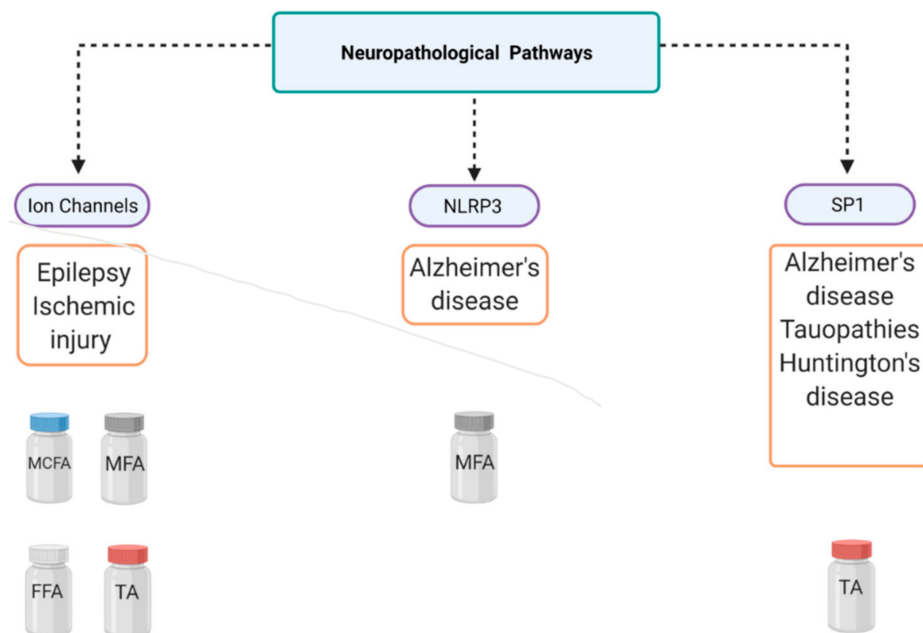 Neuropathological Pathways
Ion Channels
NLRP3
SP1
Epilepsy
Ischemic
injury
Alzheimer's
disease
Alzheimer's
disease
Tauopathies
Huntington's
disease
MCFA
MFA
MFA
FFA
TA
TA